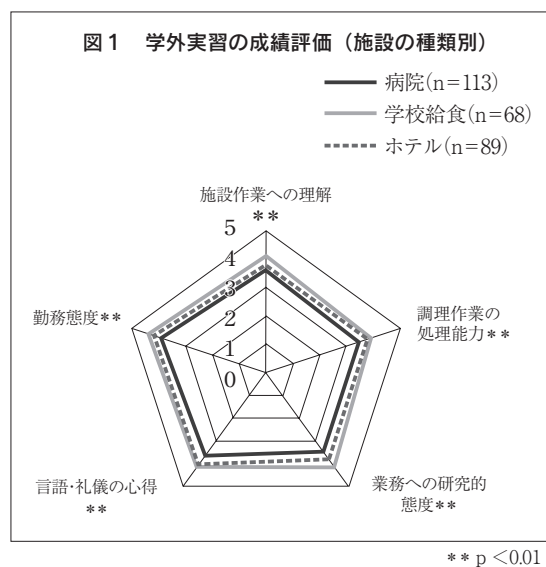 図1 学外実習の成績評価（施設の種類別）
病院(n=113)
学校給食(n=68)
ホテル(n=89)
施設作業への理解
**
5
4
3
2
1
0
勤務態度**
調理作業の
処理能力**
言語・礼儀の心得
**
業務への研究的
態度**
** p <0.01